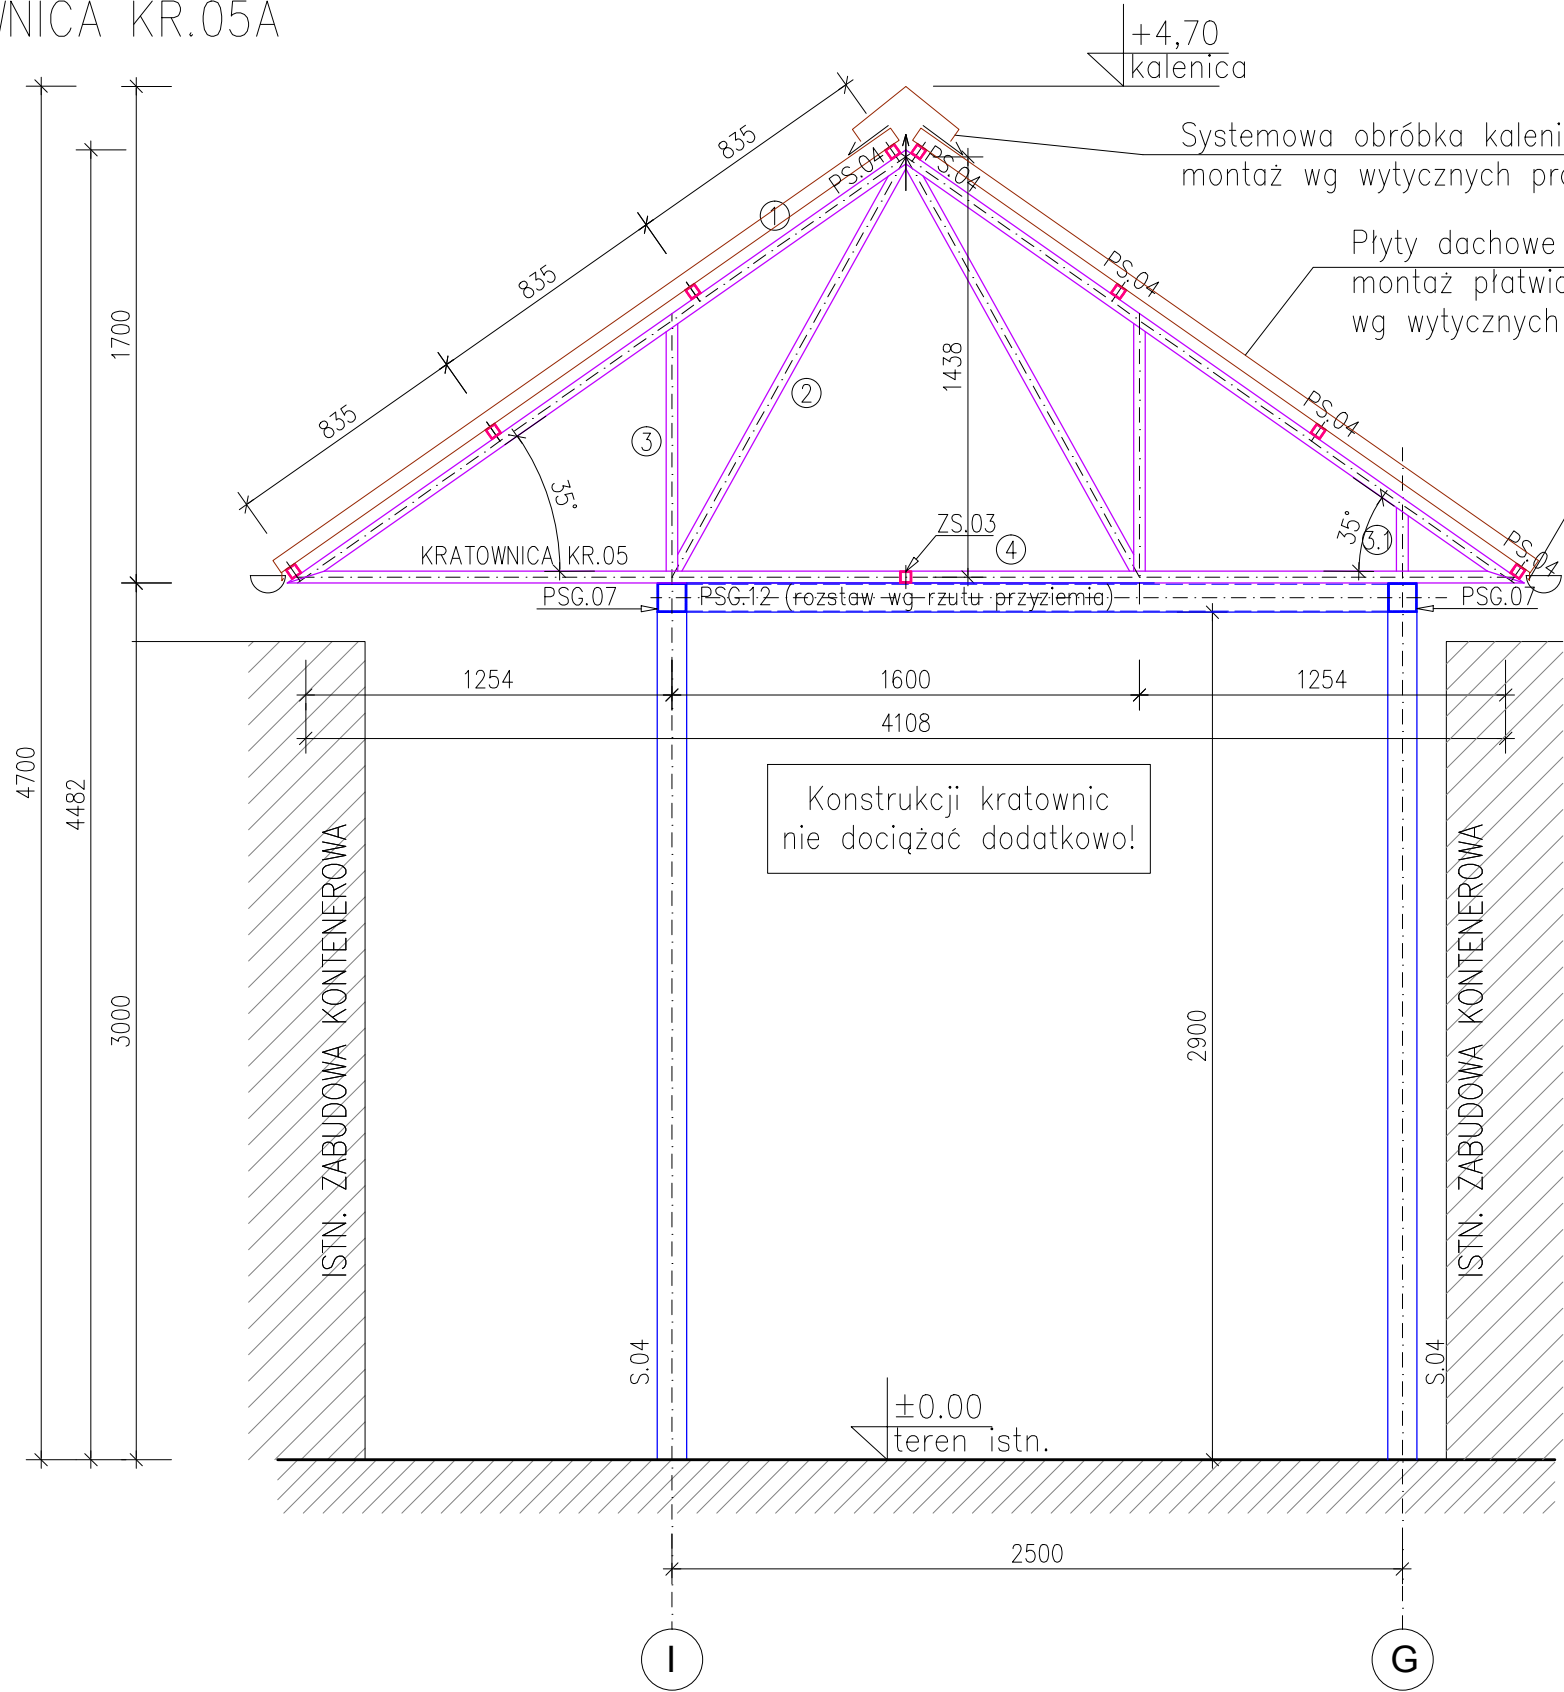 KR.05A
+4,70
kalenica
Systemowa obróbka
montaż wg wytycznych
Płyty dachowe
montaż
wg wytycznych
835
835
835
PS.04
PS.04
PS.04
PS.04
PS.04
1
2
3
4
3.1
1700
1438
35°
35°
ZS.03
KRATOWNICA KR.05
PSG.07
PSG.12 (rozstaw wg rzutu przyziemia)
PSG.07
1254
1600
1254
4108
4700
4482
3000
2900
Konstrukcji kratownic
nie dociążać dodatkowo!
ISTN. ZABUDOWA KONTENEROWA
ISTN. ZABUDOWA KONTENEROWA
S.04
S.04
±0.00
teren istn.
2500
I
G